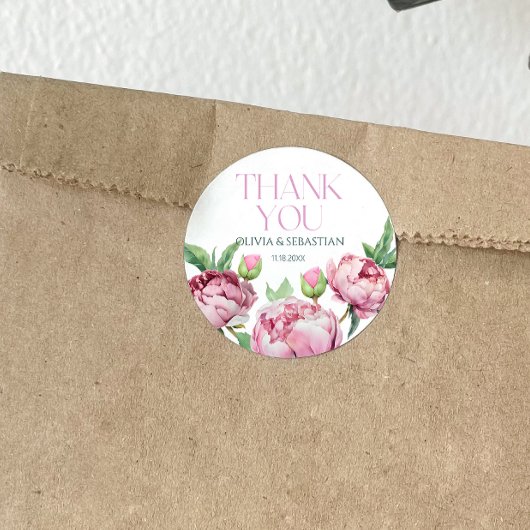 THANK
YOU
OLIVIA & SEBASTIAN
11.18.20XX